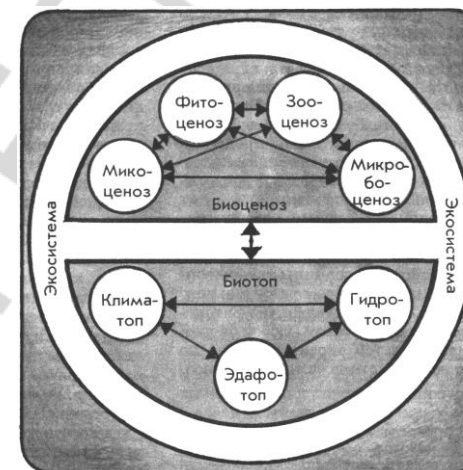 Фито-
ценоз
Зоо-
ценоз
Мико-
ценоз
Микро-
бо-
ценоз
Биоценоз
Экосистема
Экосистема
Биотоп
Клима-
топ
Гидро-
топ
Эдафо-
топ